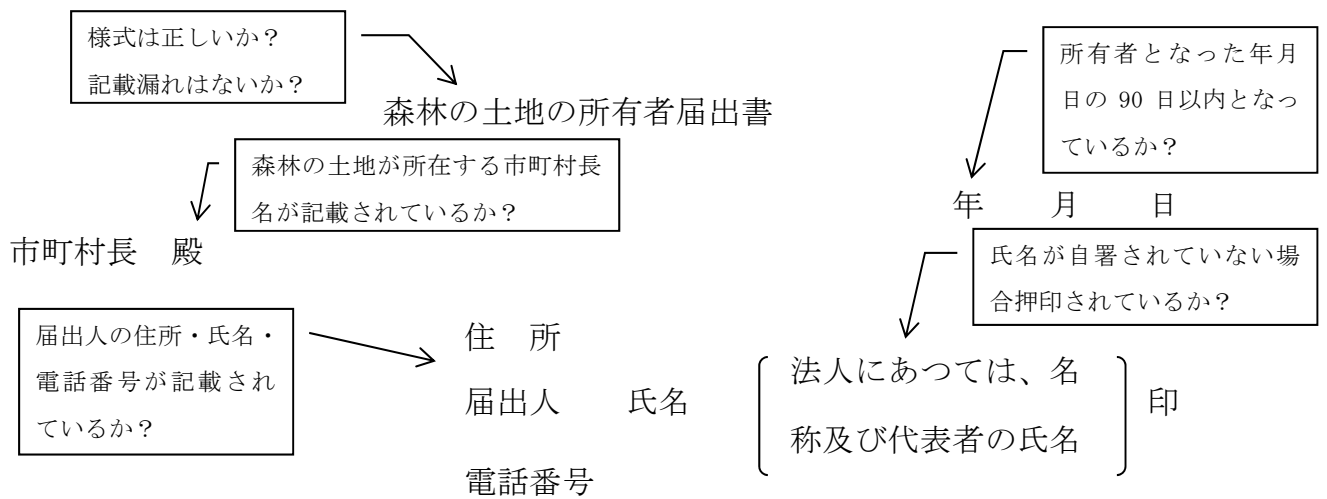 様式は正しいか？
記載漏れはないか？
所有者となった年月
日の 90 日以内となっ
ているか？
森林の土地の所有者届出書
森林の土地が所在する市町村長
名が記載されているか？
年　　月　　日
市町村長　殿
氏名が自署されていない場
合押印されているか？
届出人の住所・氏名・
電話番号が記載され
ているか？
住　所
届出人　　氏名
法人にあつては、名
称及び代表者の氏名
印
電話番号